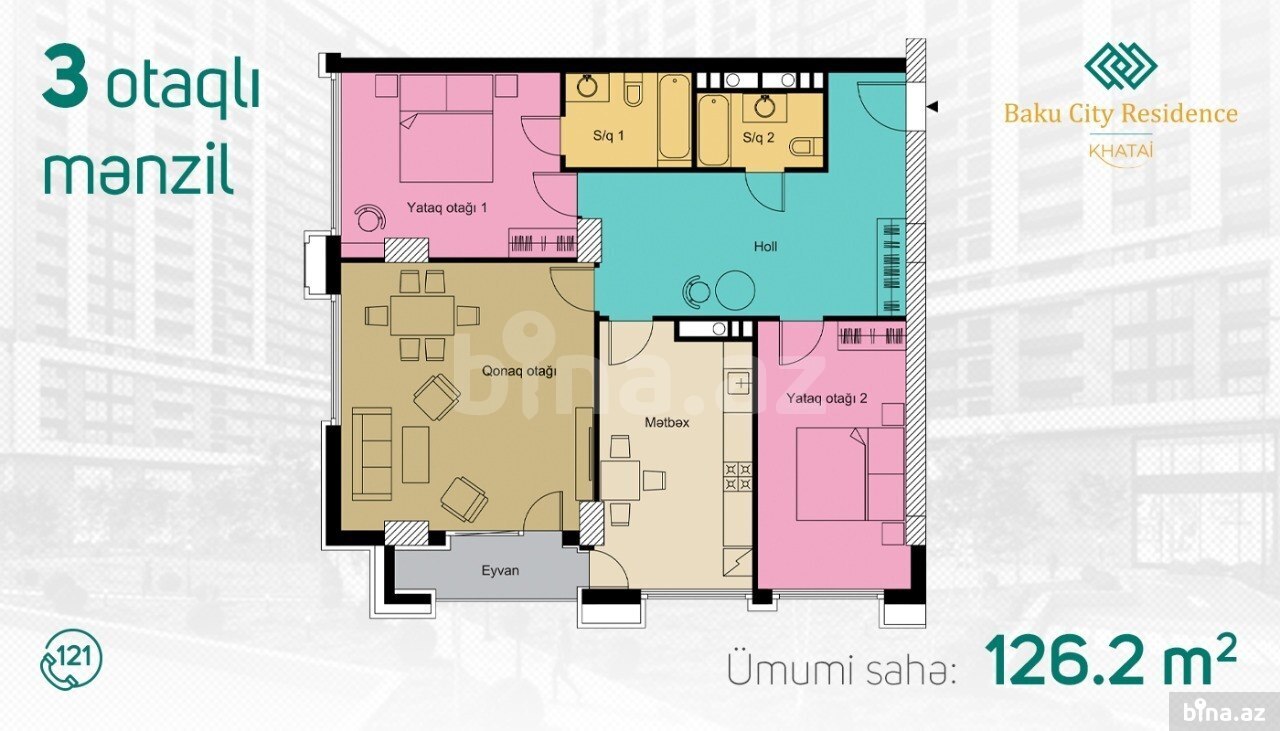 3 otaqlı
mənzil
Baku City Residence
KHATAİ
S/q 1
S/q 2
Yataq otağı 1
Holl
Qonaq otağı
bina.az
Yataq otağı 2
Mətbəx
Eyvan
121
Ümumi sahə: 126.2 m²
bina.az